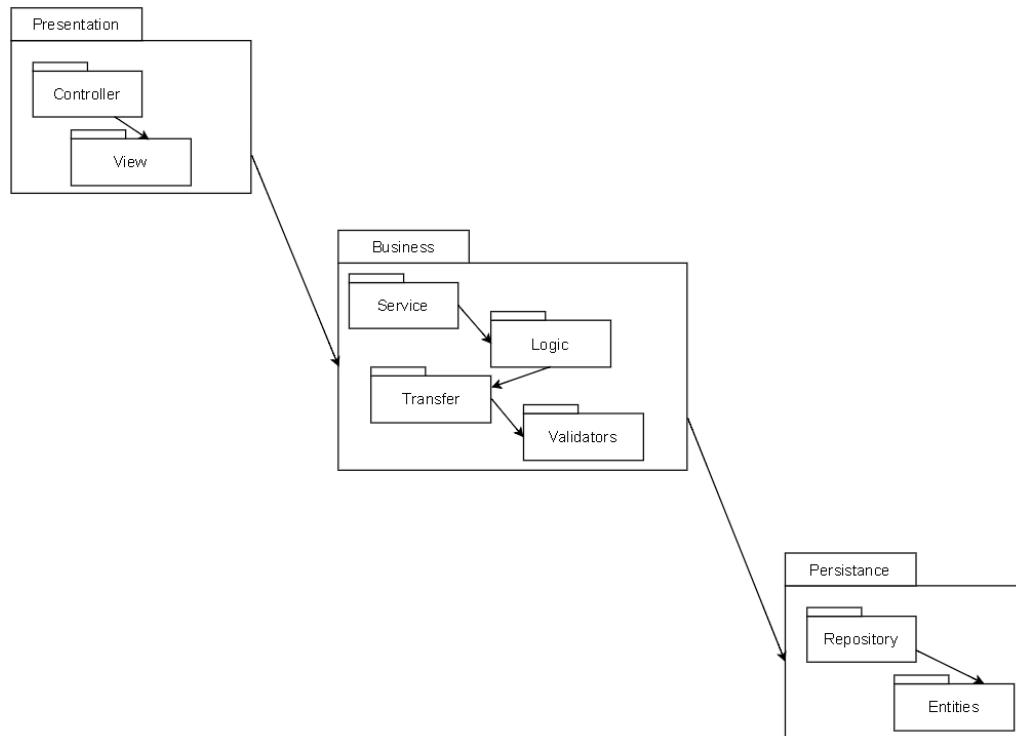 Presentation
Controller
View
Business
Service
Logic
Transfer
Validators
Persistance
Repository
Entities